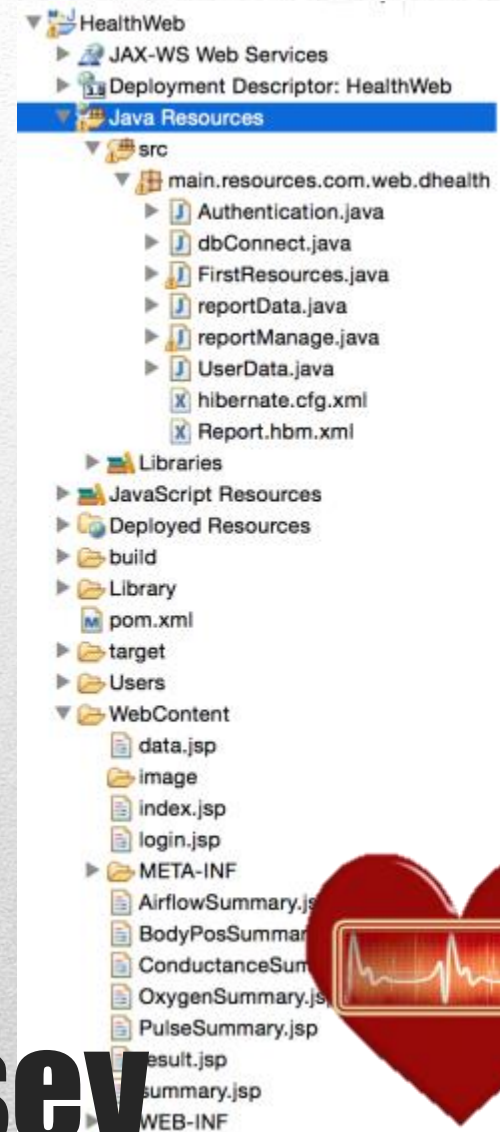 HealthWeb
JAX-WS Web Services
Deployment Descriptor: HealthWeb
Java Resources
src
main.resources.com.web.dhealth
Authentication.java
dbConnect.java
FirstResources.java
reportData.java
reportManage.java
UserData.java
hibernate.cfg.xml
Report.hbm.xml
Libraries
JavaScript Resources
Deployed Resources
build
Library
pom.xml
target
Users
WebContent
data.jsp
image
index.jsp
login.jsp
META-INF
AirflowSummary.js
BodyPosSummar
ConductanceSum
OxygenSummary.js
PulseSummary.jsp
esult.jsp
summary.jsp
WEB-INF
sey